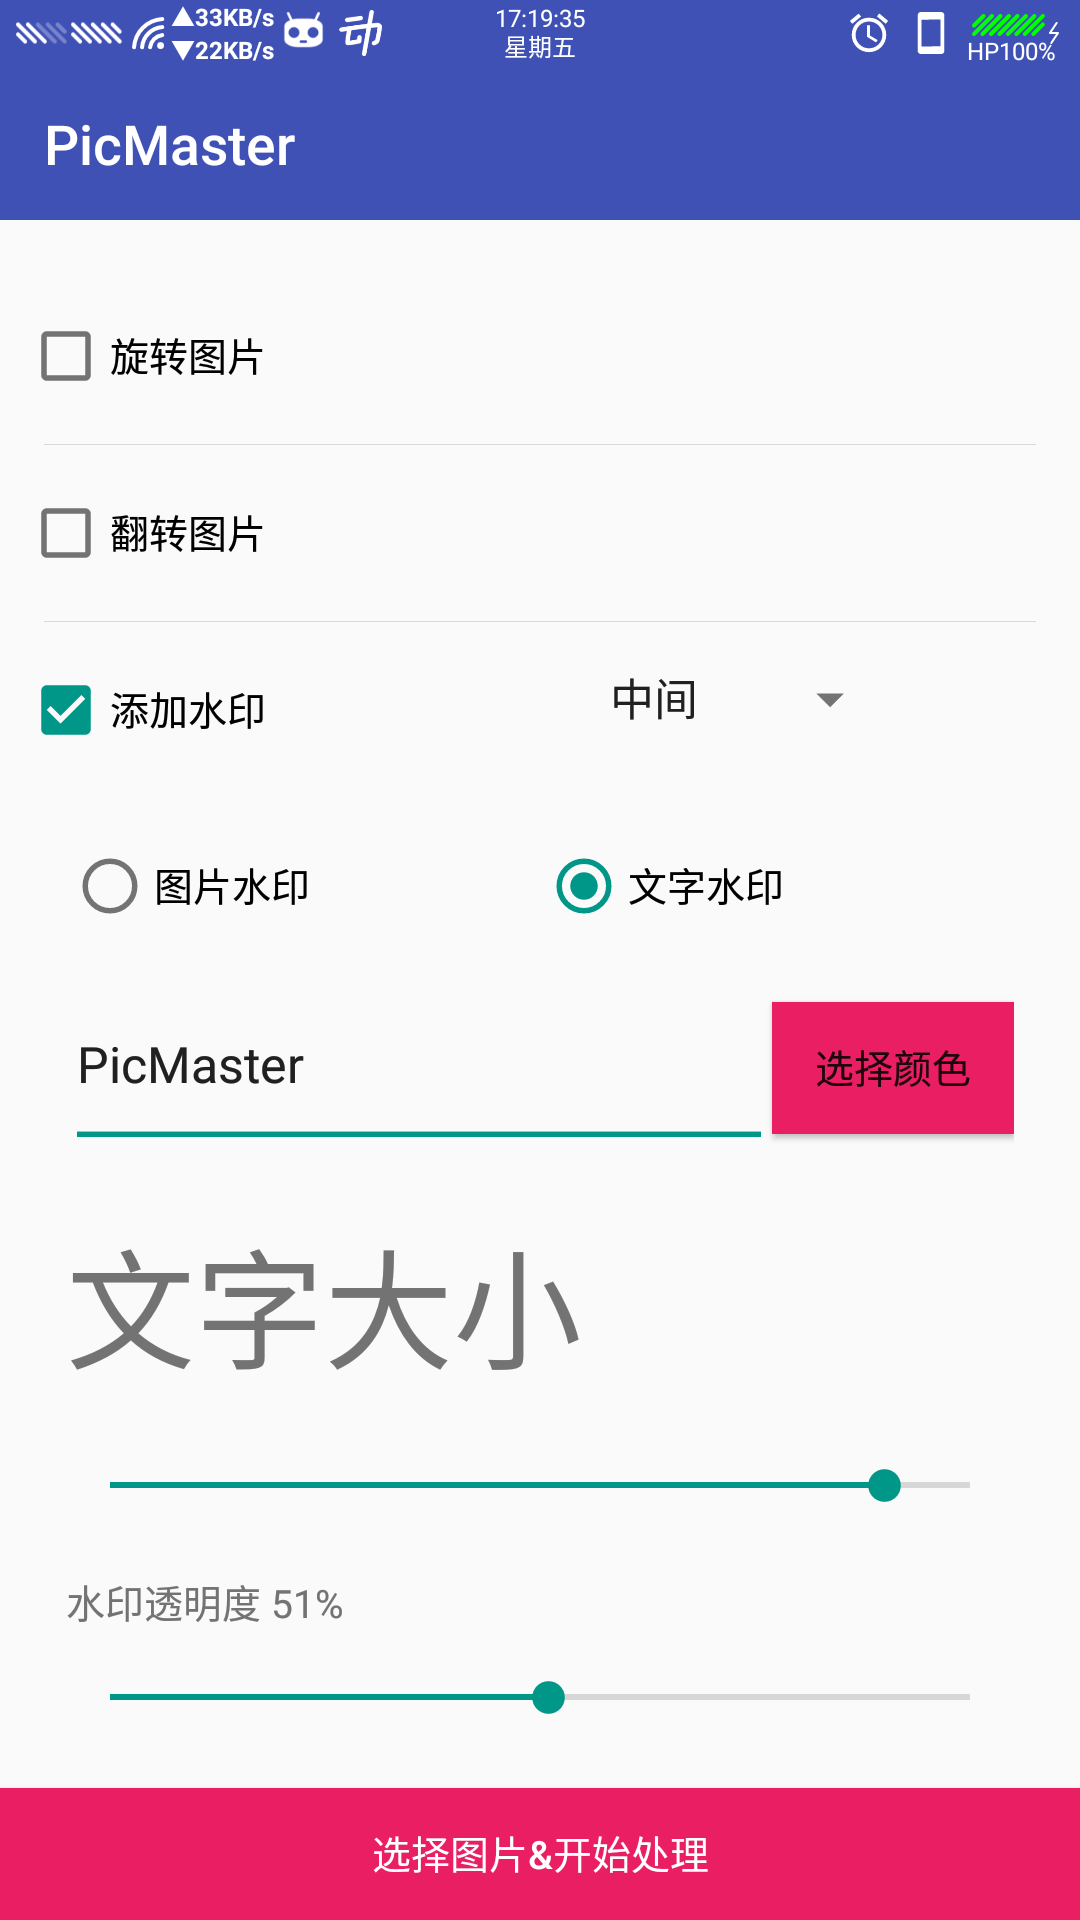 ▲33KB/s
▼22KB/s
动
17:19:35
星期五
HP100%
PicMaster
旋转图片
翻转图片
添加水印
中间
图片水印
文字水印
PicMaster
选择颜色
文字大小
水印透明度 51%
选择图片&开始处理